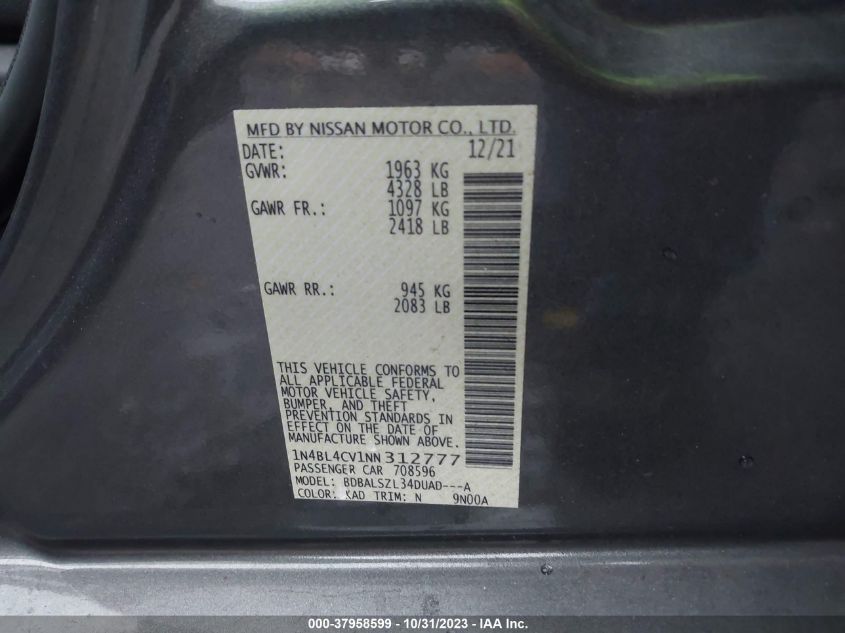 MFD BY NISSAN MOTOR CO., LTD.
DATE: 12/21
GVWR: 1963 KG
4328 LB
GAWR FR.: 1097 KG
2418 LB
GAWR RR.: 945 KG
2083 LB
THIS VEHICLE CONFORMS TO
ALL APPLICABLE FEDERAL
MOTOR VEHICLE SAFETY,
BUMPER, AND THEFT
PREVENTION STANDARDS IN
EFFECT ON THE DATE OF
MANUFACTURE SHOWN ABOVE.
1N4BL4CV1NN312777
PASSENGER CAR 708596
MODEL: BDBALSZL34DUAD---A
COLOR: KAD TRIM: N 9N00A
© Copyright 2023 - 37958599 - 10/31/2023 - IAA Inc.